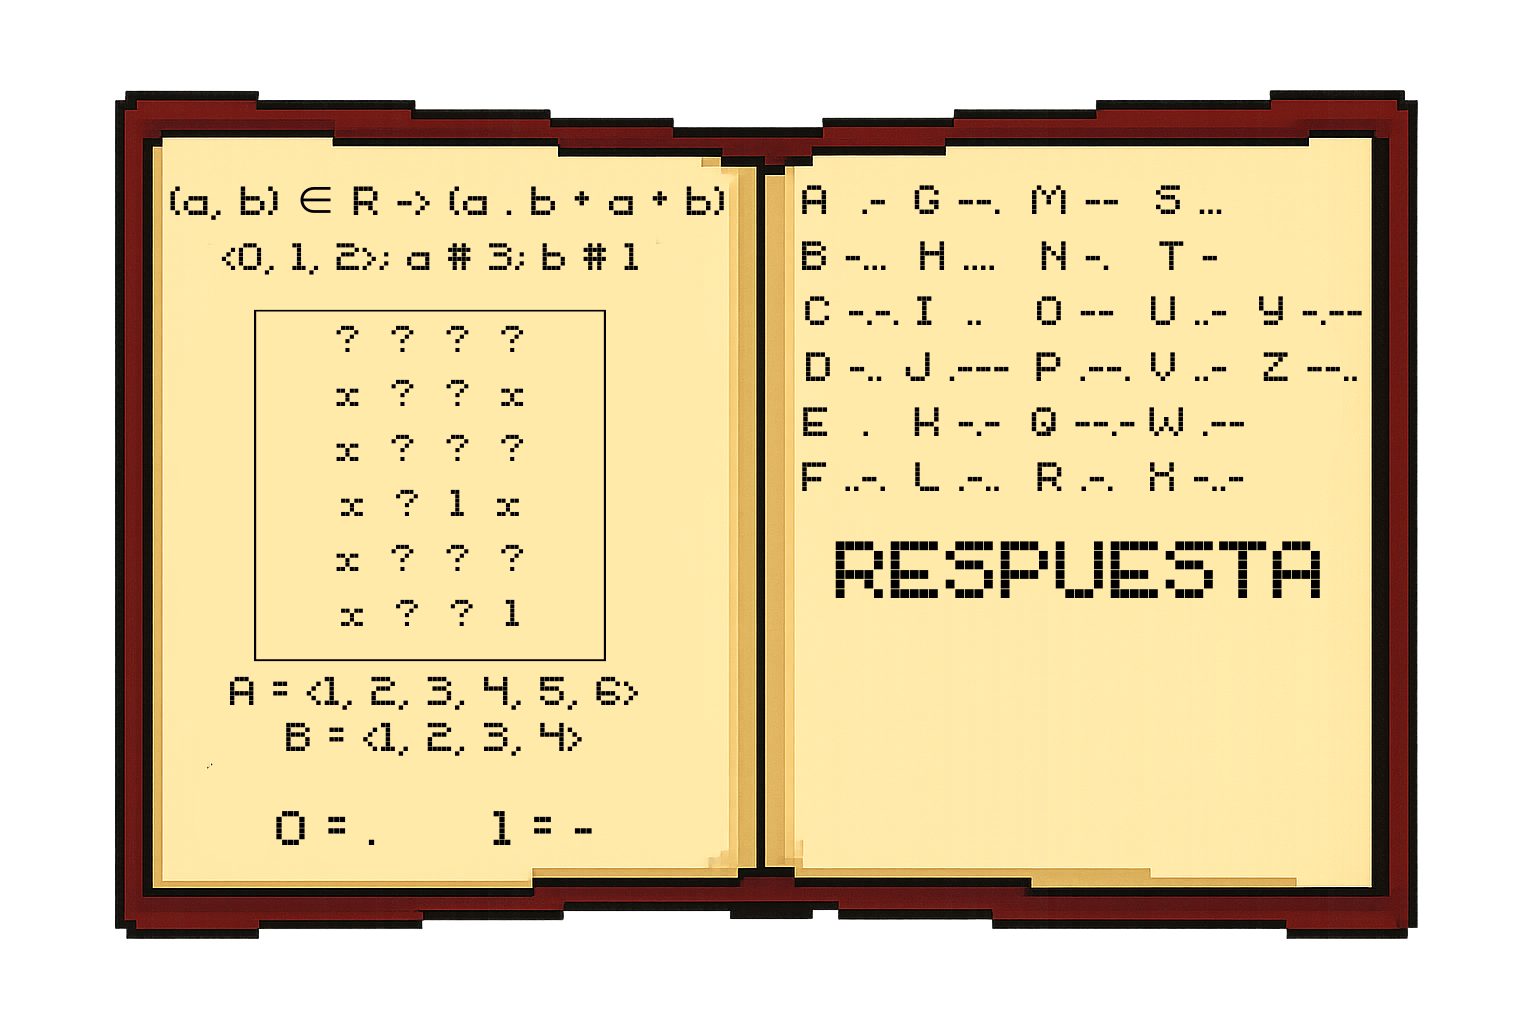 (a, b) ∈ R -> (a . b + a + b)
<0, 1, 2>; a # 3; b # 1
? ? ? ?
x ? ? x
x ? ? ?
x ? 1 x
x ? ? ?
x ? ? 1
A = <1, 2, 3, 4, 5, 6>
B = <1, 2, 3, 4>
0 = . 1 = -
A .- G --. M -- S ...
B -... H .... N -. T -
C -.-. I .. O -- U ..- Y -.--
D -.. J .--- P .--. V ..- Z --..
E . K -.- Q --.- W .--
F ..-. L .-.. R .-. X -..-
RESPUESTA